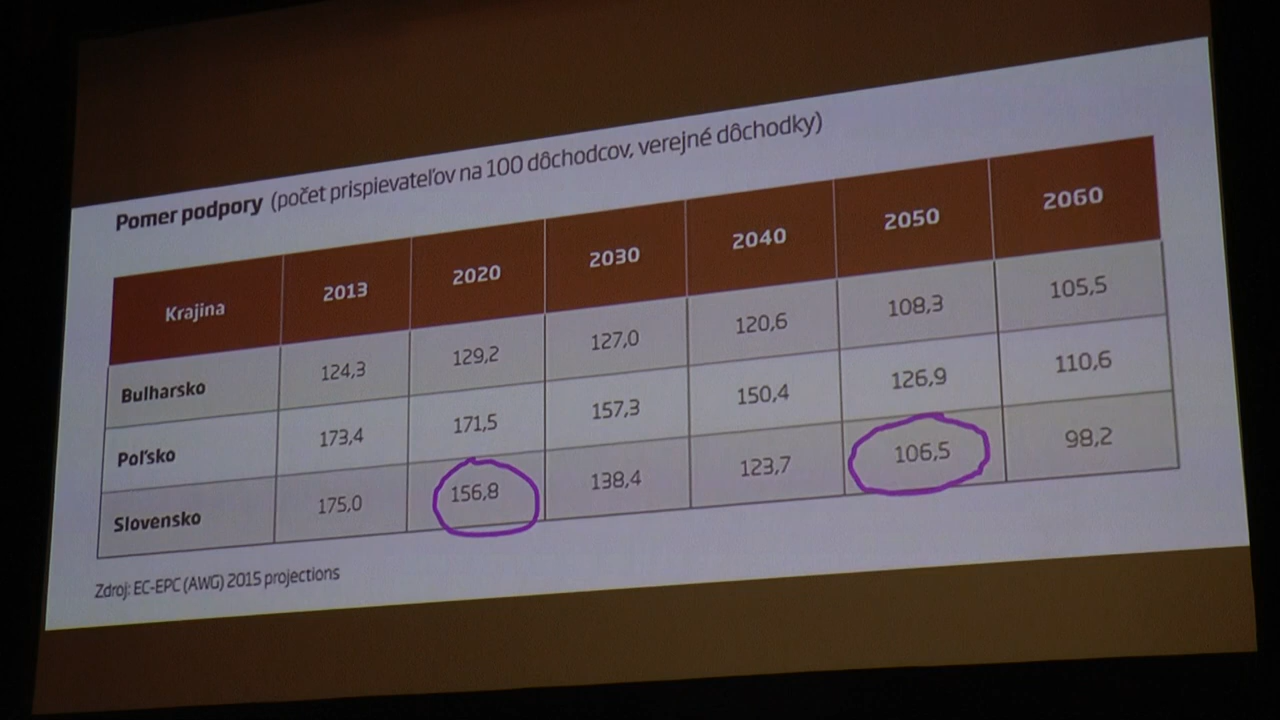 Pomer podpory (počet prispievateľov na 100 dôchodcov, verejné dôchodky)
Krajina 2013 2020 2030 2040 2050 2060
Bulharsko 124,3 129,2 127,0 120,6 108,3 105,5
Poľsko 173,4 171,5 157,3 150,4 126,9 110,6
Slovensko 175,0 156,8 138,4 123,7 106,5 98,2
Zdroj: EC-EPC (AWG) 2015 projections